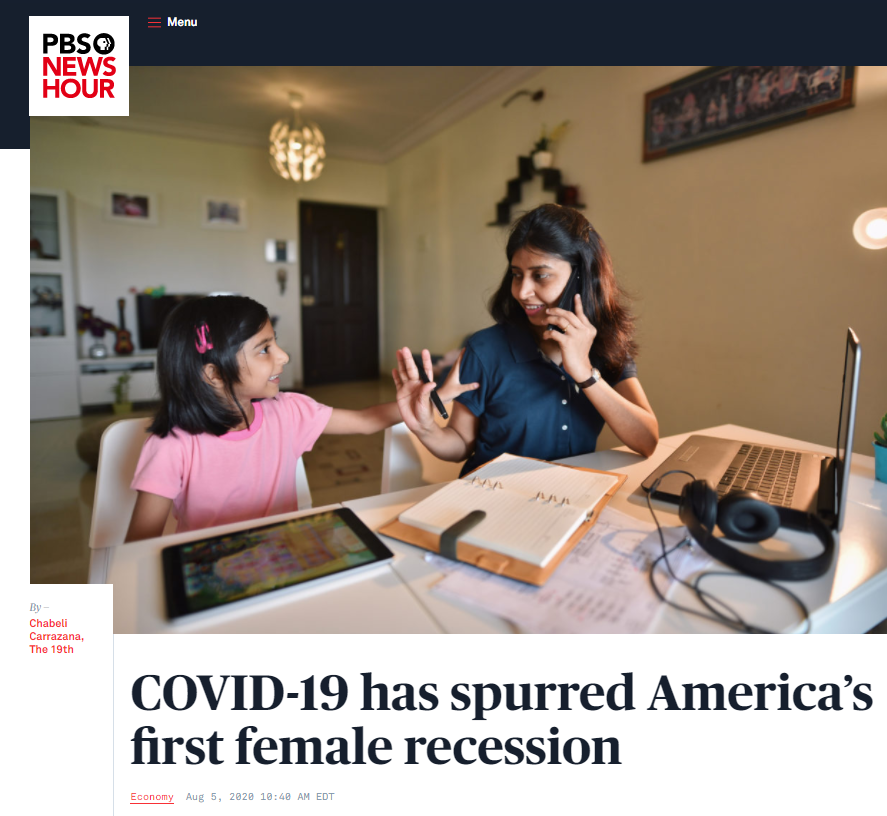 Menu
PBS
NEWS
HOUR
By –
Chabeli
Carrazana,
The 19th
COVID-19 has spurred America’s
first female recession
Economy Aug 5, 2020 10:40 AM EDT